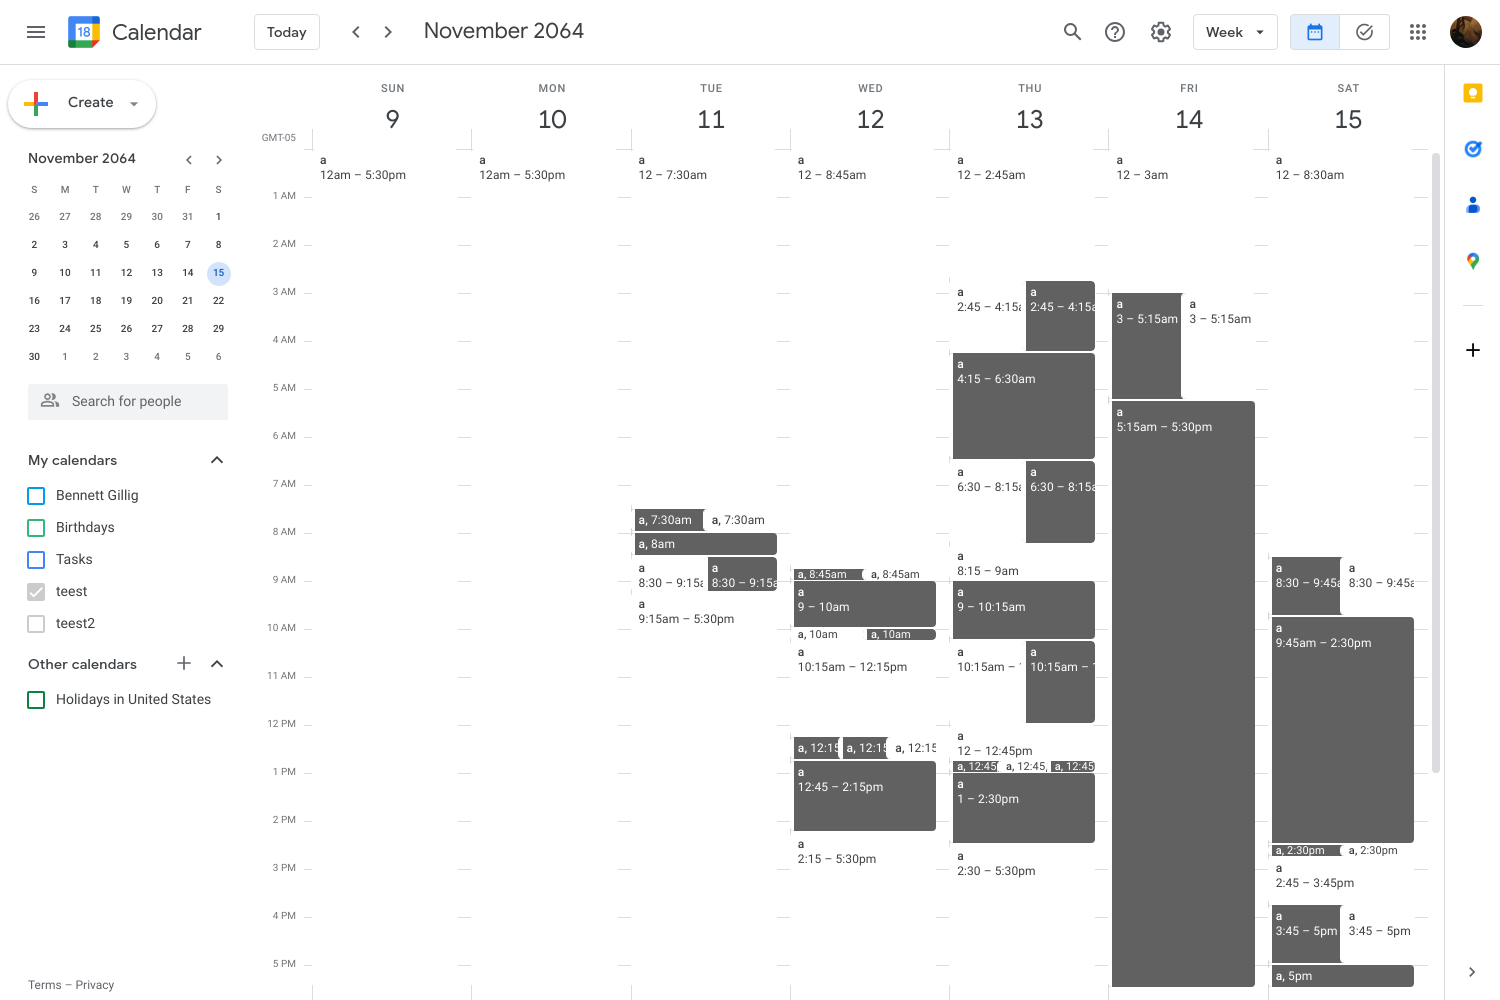 18 Calendar
Today
November 2064
Week
Create
November 2064
S M T W T F S
26 27 28 29 30 31 1
2 3 4 5 6 7 8
9 10 11 12 13 14 15
16 17 18 19 20 21 22
23 24 25 26 27 28 29
30 1 2 3 4 5 6
Search for people
My calendars
Bennett Gillig
Birthdays
Tasks
teest
teest2
Other calendars
Holidays in United States
Terms – Privacy
GMT-05
SUN
9
MON
10
TUE
11
WED
12
THU
13
FRI
14
SAT
15
1 AM
2 AM
3 AM
4 AM
5 AM
6 AM
7 AM
8 AM
9 AM
10 AM
11 AM
12 PM
1 PM
2 PM
3 PM
4 PM
5 PM
a
12am – 5:30pm
a
12am – 5:30pm
a
12 – 7:30am
a, 7:30am
a, 7:30am
a, 8am
a
8:30 – 9:15a
a
8:30 – 9:15a
a
9:15am – 5:30pm
a
12 – 8:45am
a, 8:45am
a, 8:45am
a
9 – 10am
a, 10am
a, 10am
a
10:15am – 12:15pm
a, 12:15
a, 12:15
a, 12:15
a
12:45 – 2:15pm
a
2:15 – 5:30pm
a
12 – 2:45am
a
2:45 – 4:15a
a
2:45 – 4:15a
a
4:15 – 6:30am
a
6:30 – 8:15a
a
6:30 – 8:15a
a
8:15 – 9am
a
9 – 10:15am
a
10:15am –
a
10:15am –
a
12 – 12:45pm
a, 12:45
a, 12:45,
a, 12:45
a
1 – 2:30pm
a
2:30 – 5:30pm
a
12 – 3am
a
3 – 5:15am
a
3 – 5:15am
a
5:15am – 5:30pm
a
12 – 8:30am
a
8:30 – 9:45a
a
8:30 – 9:45a
a
9:45am – 2:30pm
a, 2:30pm
a, 2:30pm
a
2:45 – 3:45pm
a
3:45 – 5pm
a
3:45 – 5pm
a, 5pm